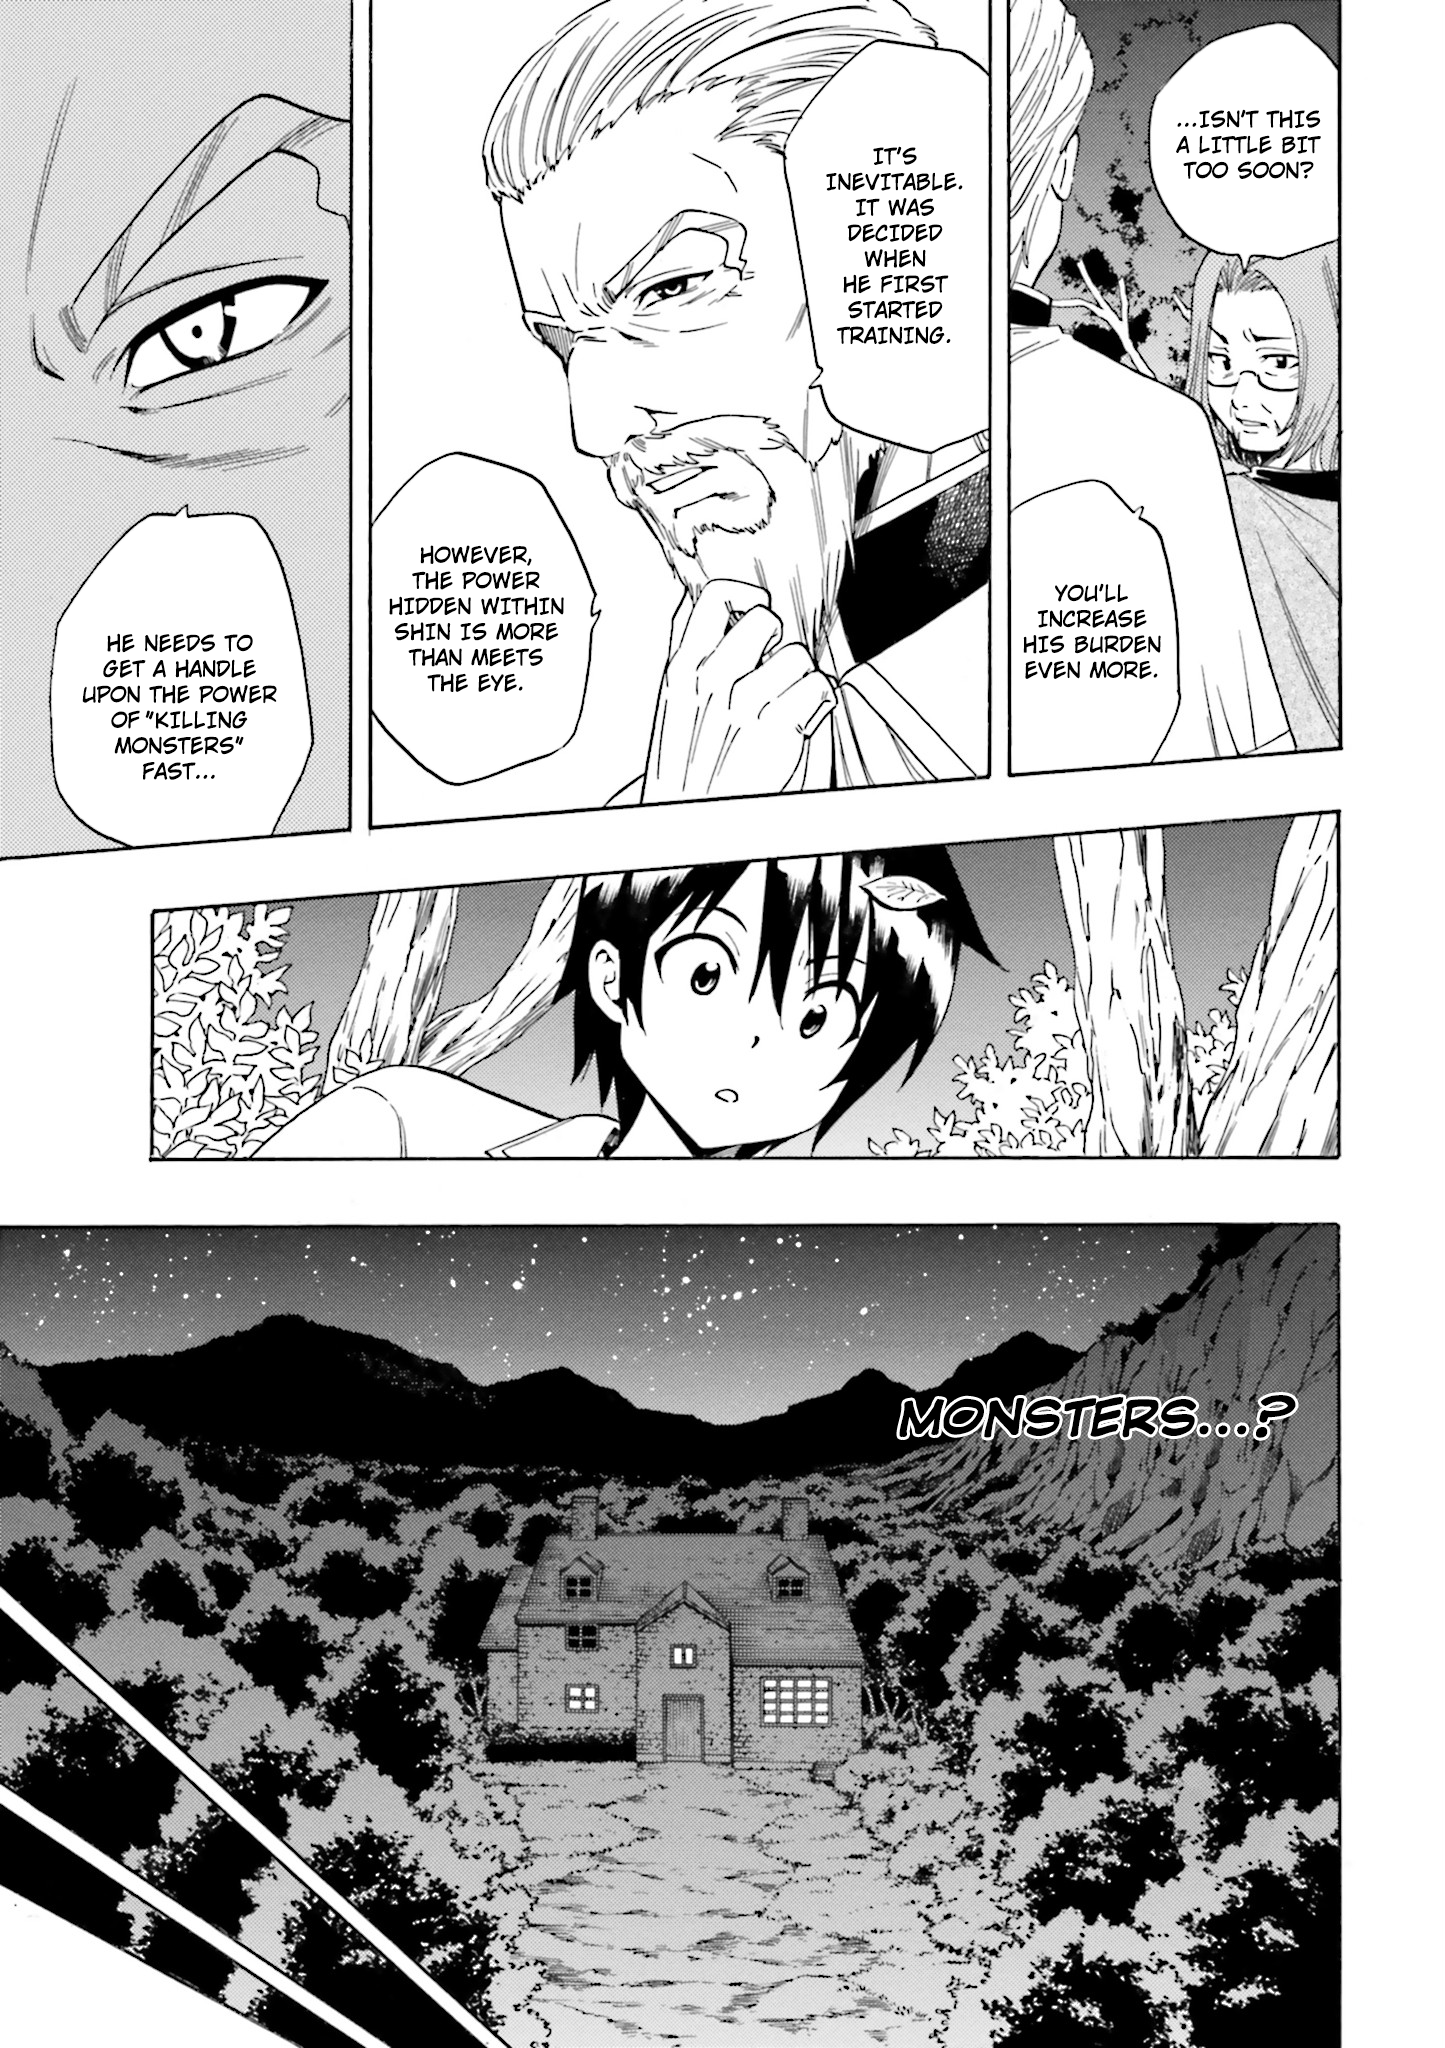 ...ISN'T THIS
A LITTLE BIT
TOO SOON?
YOU'LL
INCREASE
HIS BURDEN
EVEN MORE.
IT'S
INEVITABLE.
IT WAS
DECIDED
WHEN
HE FIRST
STARTED
TRAINING.
HOWEVER,
THE POWER
HIDDEN WITHIN
SHIN IS MORE
THAN MEETS
THE EYE.
HE NEEDS TO
GET A HANDLE
UPON THE POWER
OF "KILLING
MONSTERS"
FAST...
MONSTERS...?